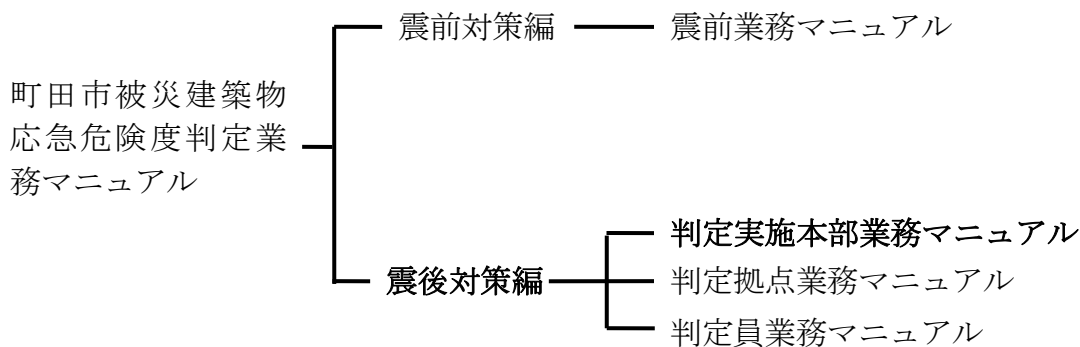 震前対策編
震前業務マニュアル
町田市被災建築物
応急危険度判定業
務マニュアル
判定実施本部業務マニュアル
震後対策編
判定拠点業務マニュアル
判定員業務マニュアル